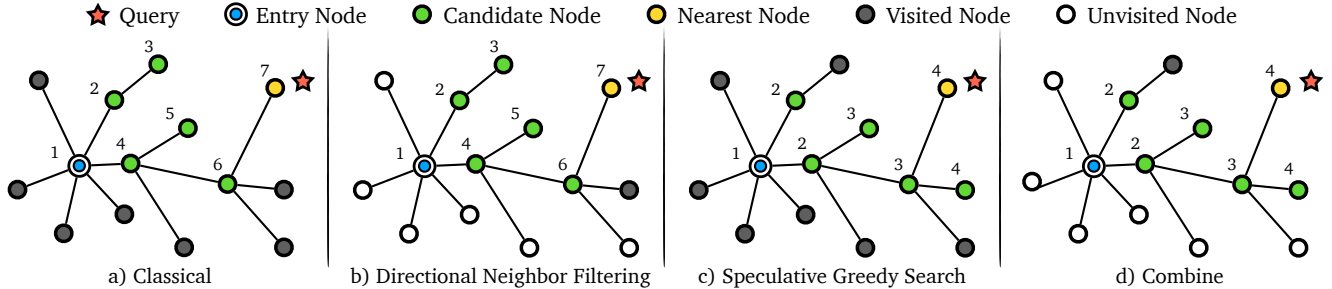 Query Entry Node Candidate Node Nearest Node Visited Node Unvisited Node
3 7 2 5 4 1 6
3 7 2 5 4 1 6
4 2 3 2 1 3 4
4 2 3 2 1 3 4
a) Classical b) Directional Neighbor Filtering c) Speculative Greedy Search d) Combine